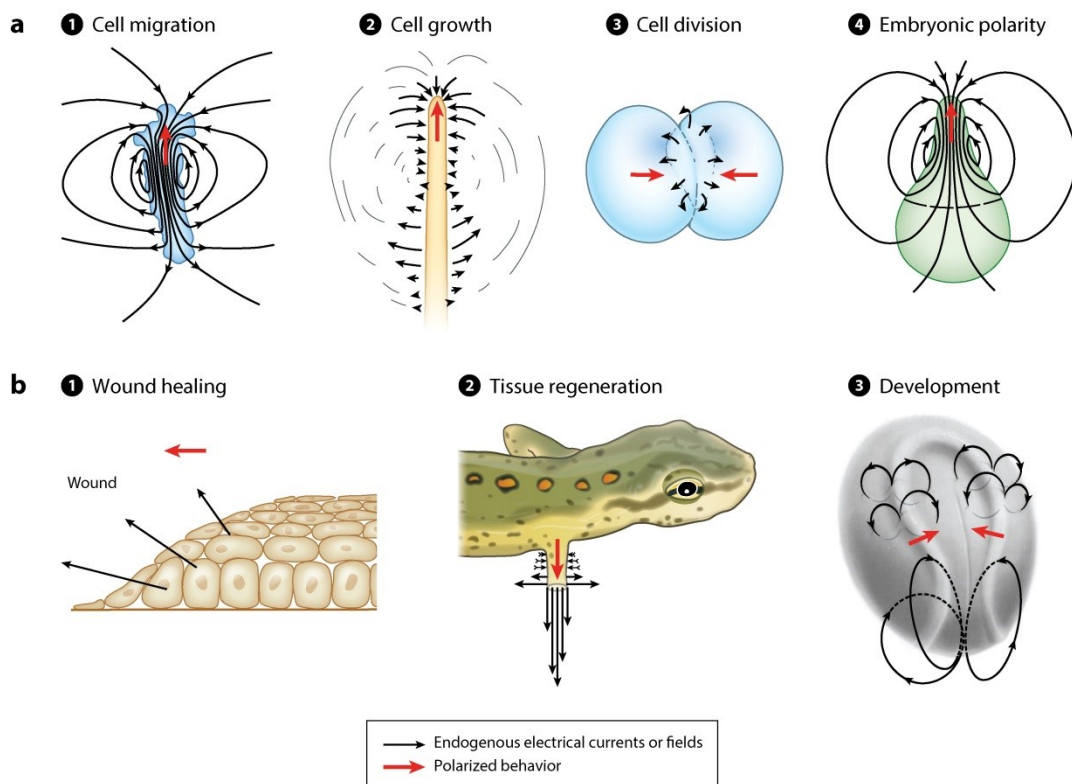 a
1 Cell migration
2 Cell growth
3 Cell division
4 Embryonic polarity
b
1 Wound healing
2 Tissue regeneration
3 Development
Wound
Endogenous electrical currents or fields
Polarized behavior